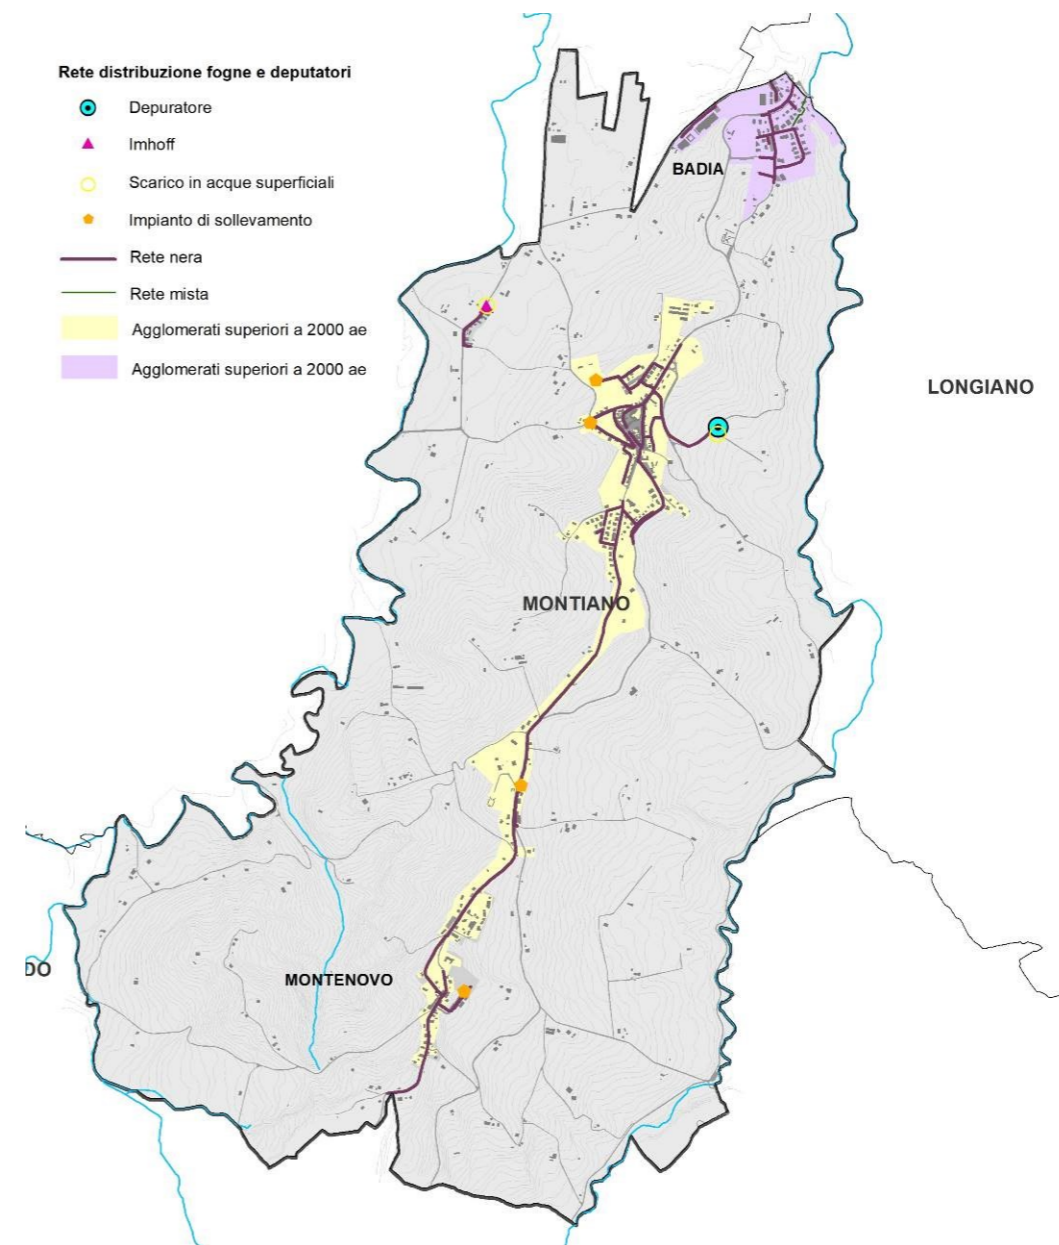 Rete distribuzione fogne e deputatori
Depuratore
Imhoff
Scarico in acque superficiali
Impianto di sollevamento
Rete nera
Rete mista
Agglomerati superiori a 2000 ae
Agglomerati superiori a 2000 ae
BADIA
LONGIANO
MONTIANO
DO
MONTENOVO